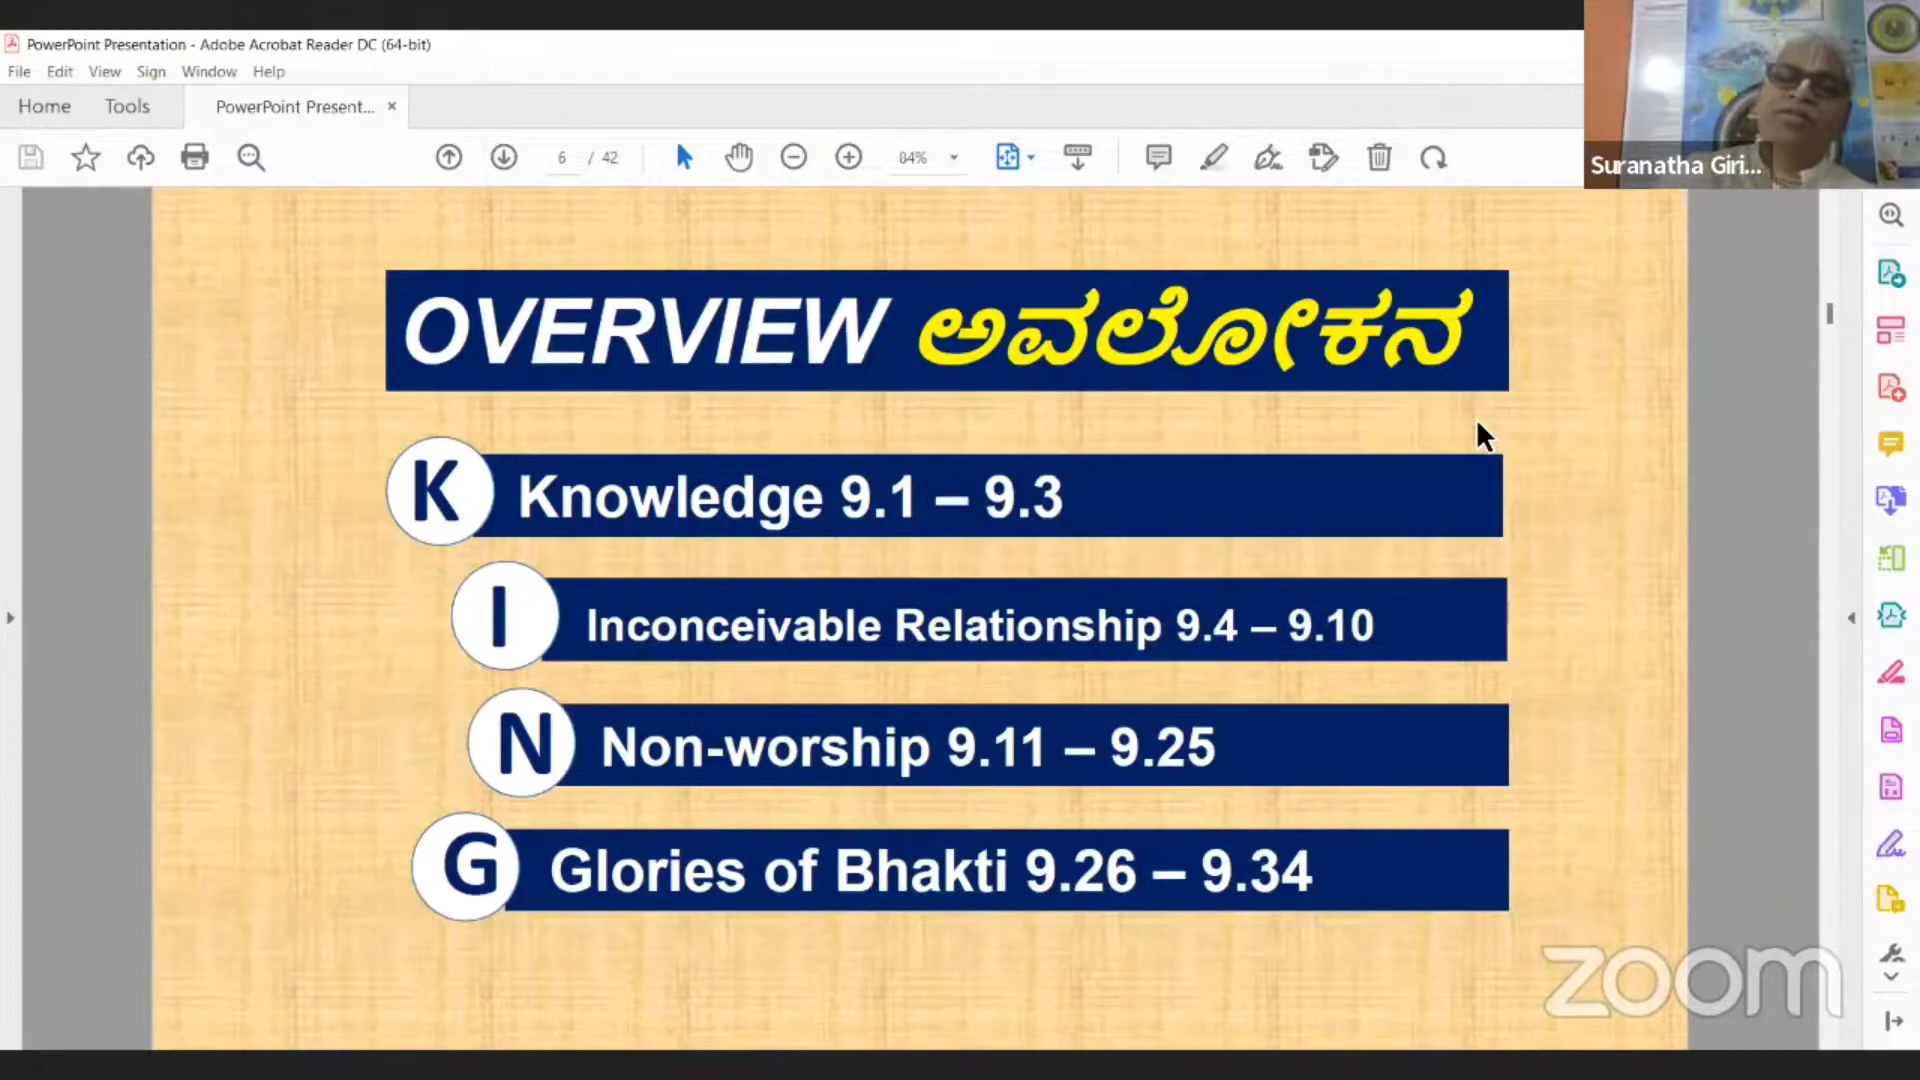 PowerPoint Presentation - Adobe Acrobat Reader DC (64-bit)
File Edit View Sign Window Help
Home Tools PowerPoint Present... ×
6 / 42 84%
Suranatha Giri...
OVERVIEW ಅವಲೋಕನ
K Knowledge 9.1 – 9.3
I Inconceivable Relationship 9.4 – 9.10
N Non-worship 9.11 – 9.25
G Glories of Bhakti 9.26 – 9.34
zoom